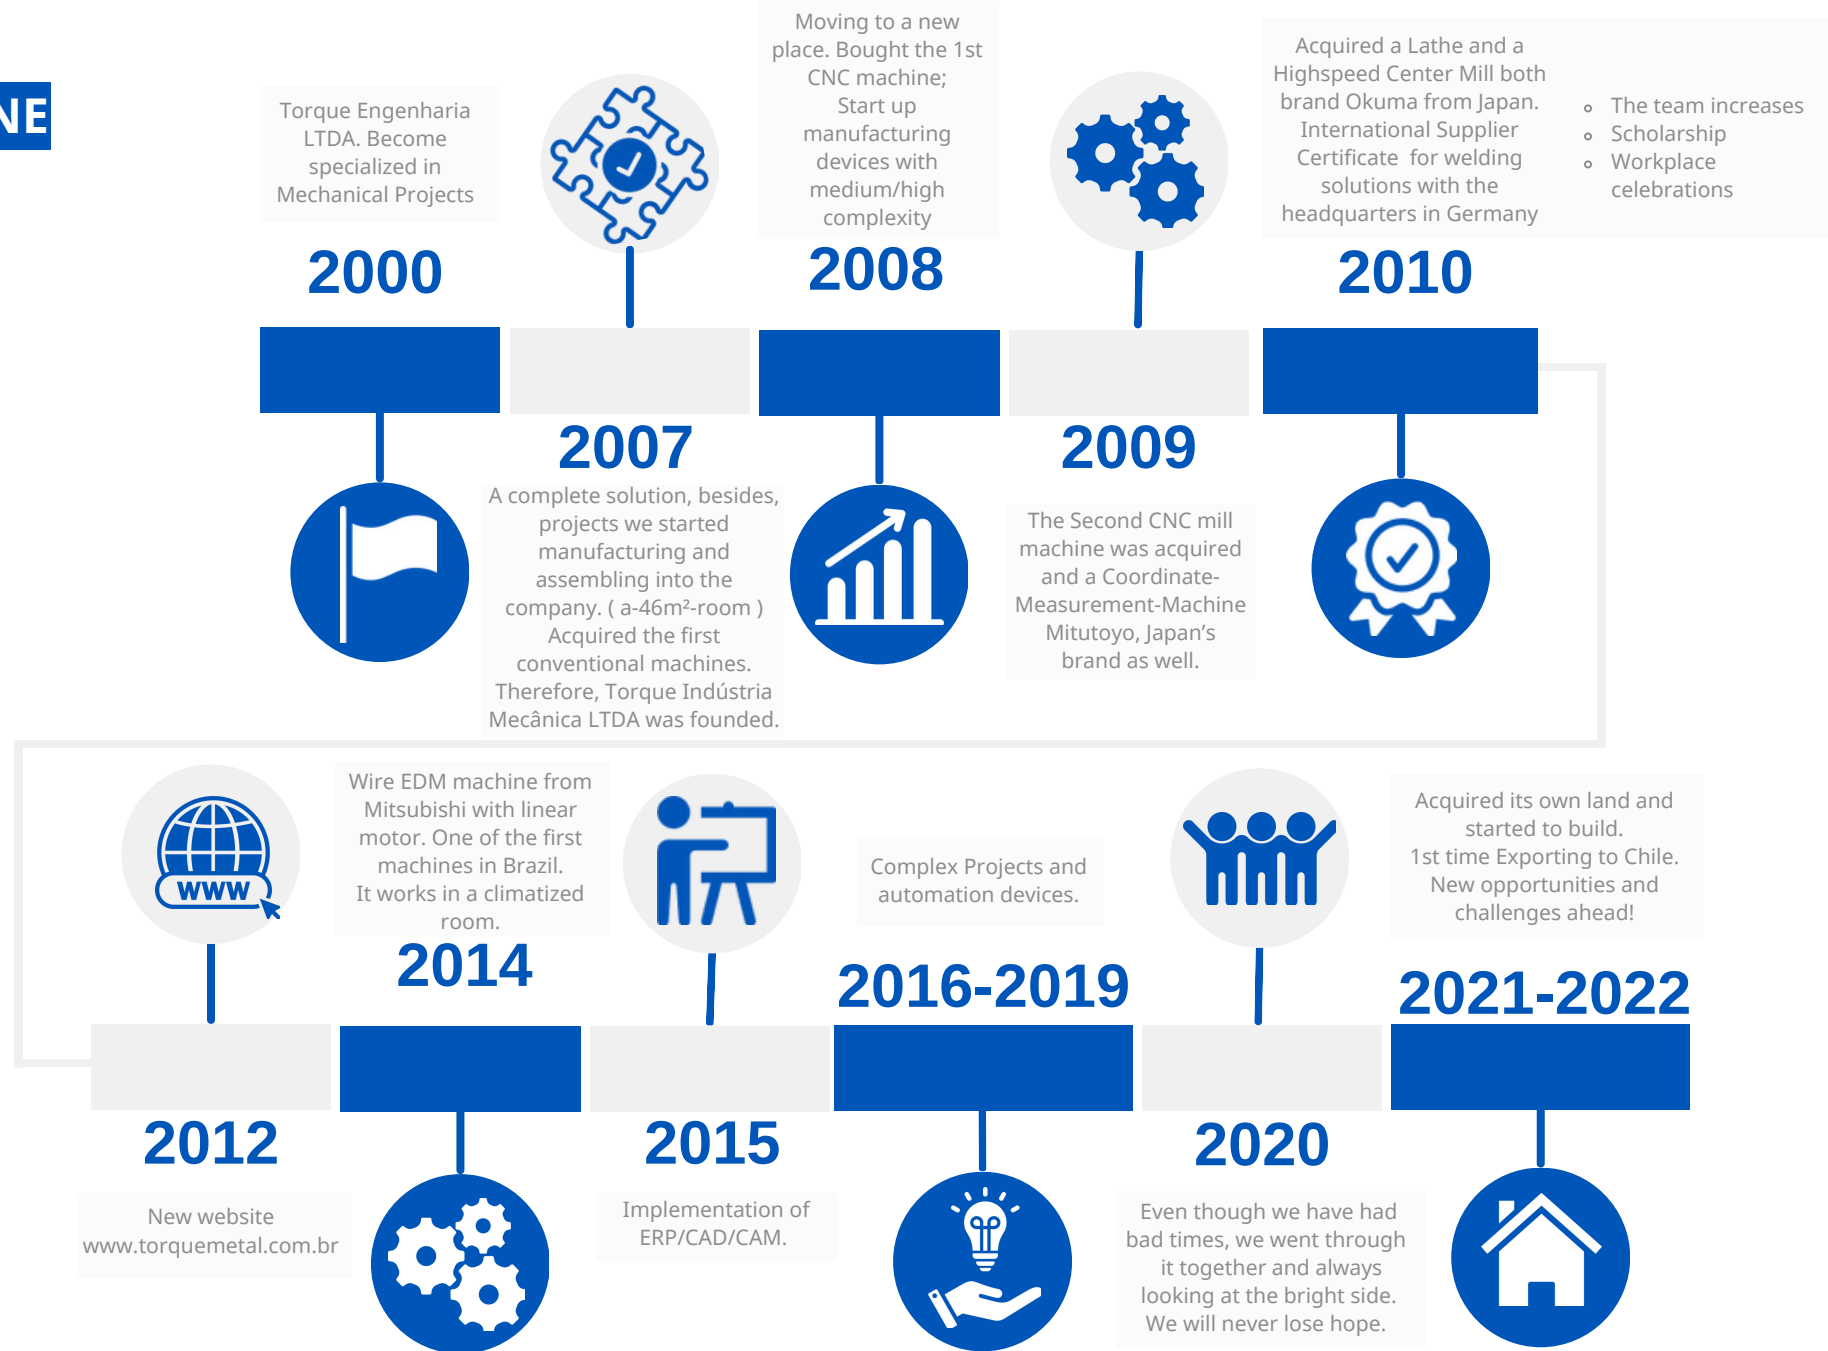 NE
Torque Engenharia
LTDA. Become
specialized in
Mechanical Projects
2000
2007
A complete solution, besides,
projects we started
manufacturing and
assembling into the
company. ( a-46m²-room )
Acquired the first
conventional machines.
Therefore, Torque Indústria
Mecânica LTDA was founded.
Moving to a new
place. Bought the 1st
CNC machine;
Start up
manufacturing
devices with
medium/high
complexity
2008
2009
The Second CNC mill
machine was acquired
and a Coordinate-
Measurement-Machine
Mitutoyo, Japan’s
brand as well.
Acquired a Lathe and a
Highspeed Center Mill both
brand Okuma from Japan.
International Supplier
Certificate for welding
solutions with the
headquarters in Germany
The team increases
Scholarship
Workplace
celebrations
2010
www
2012
New website
www.torquemetal.com.br
Wire EDM machine from
Mitsubishi with linear
motor. One of the first
machines in Brazil.
It works in a climatized
room.
2014
2015
Implementation of
ERP/CAD/CAM.
Complex Projects and
automation devices.
2016-2019
2020
Even though we have had
bad times, we went through
it together and always
looking at the bright side.
We will never lose hope.
Acquired its own land and
started to build.
1st time Exporting to Chile.
New opportunities and
challenges ahead!
2021-2022